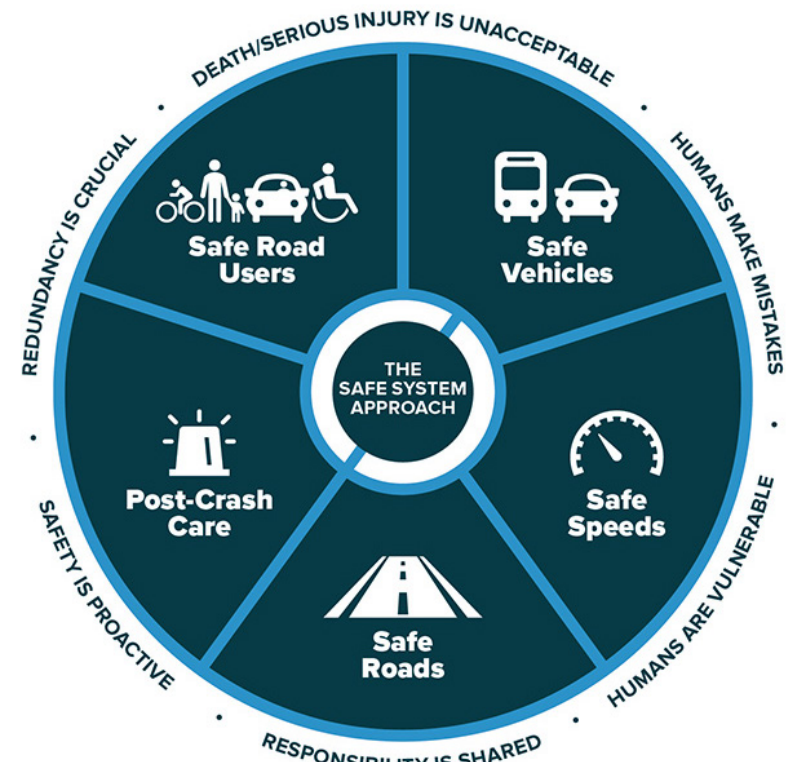 DEATH/SERIOUS INJURY IS UNACCEPTABLE
HUMANS MAKE MISTAKES
HUMANS ARE VULNERABLE
RESPONSIBILITY IS SHARED
SAFETY IS PROACTIVE
REDUNDANCY IS CRUCIAL
Safe Road
Users
Safe
Vehicles
Safe
Speeds
Safe
Roads
Post-Crash
Care
THE
SAFE SYSTEM
APPROACH